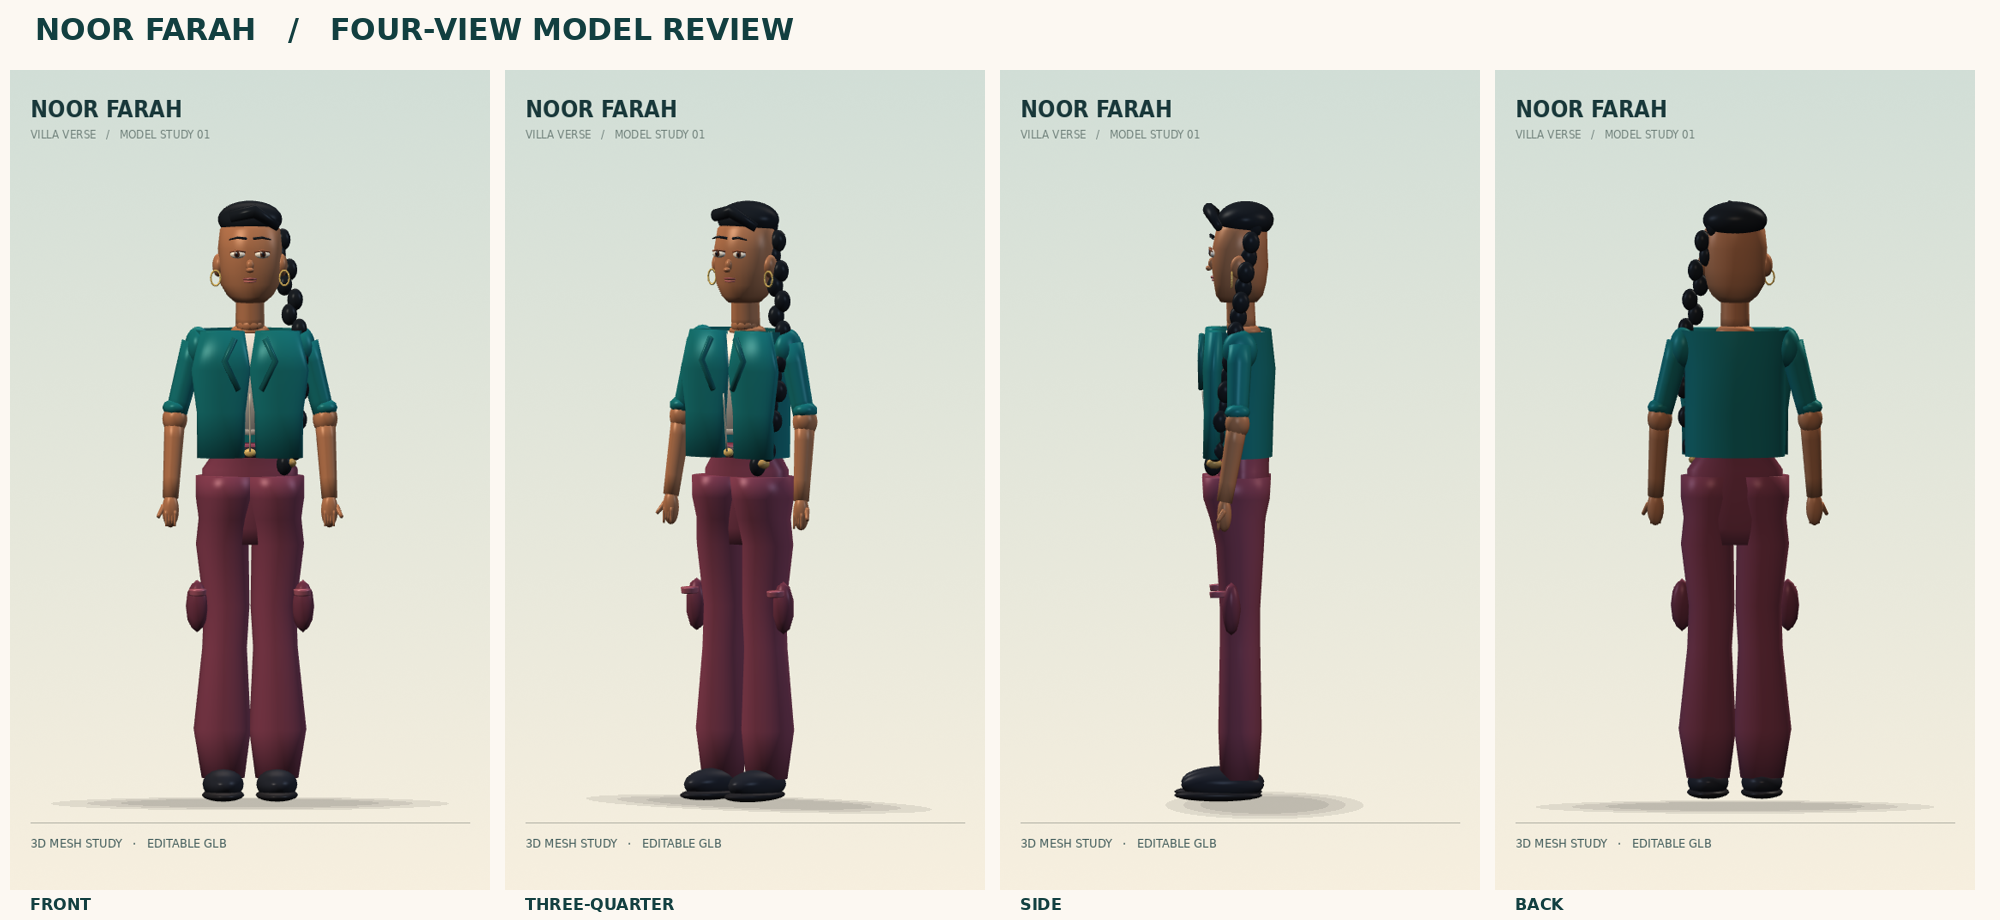 NOOR FARAH / FOUR-VIEW MODEL REVIEW
NOOR FARAH
VILLA VERSE / MODEL STUDY 01
3D MESH STUDY · EDITABLE GLB
FRONT
NOOR FARAH
VILLA VERSE / MODEL STUDY 01
3D MESH STUDY · EDITABLE GLB
THREE-QUARTER
NOOR FARAH
VILLA VERSE / MODEL STUDY 01
3D MESH STUDY · EDITABLE GLB
SIDE
NOOR FARAH
VILLA VERSE / MODEL STUDY 01
3D MESH STUDY · EDITABLE GLB
BACK